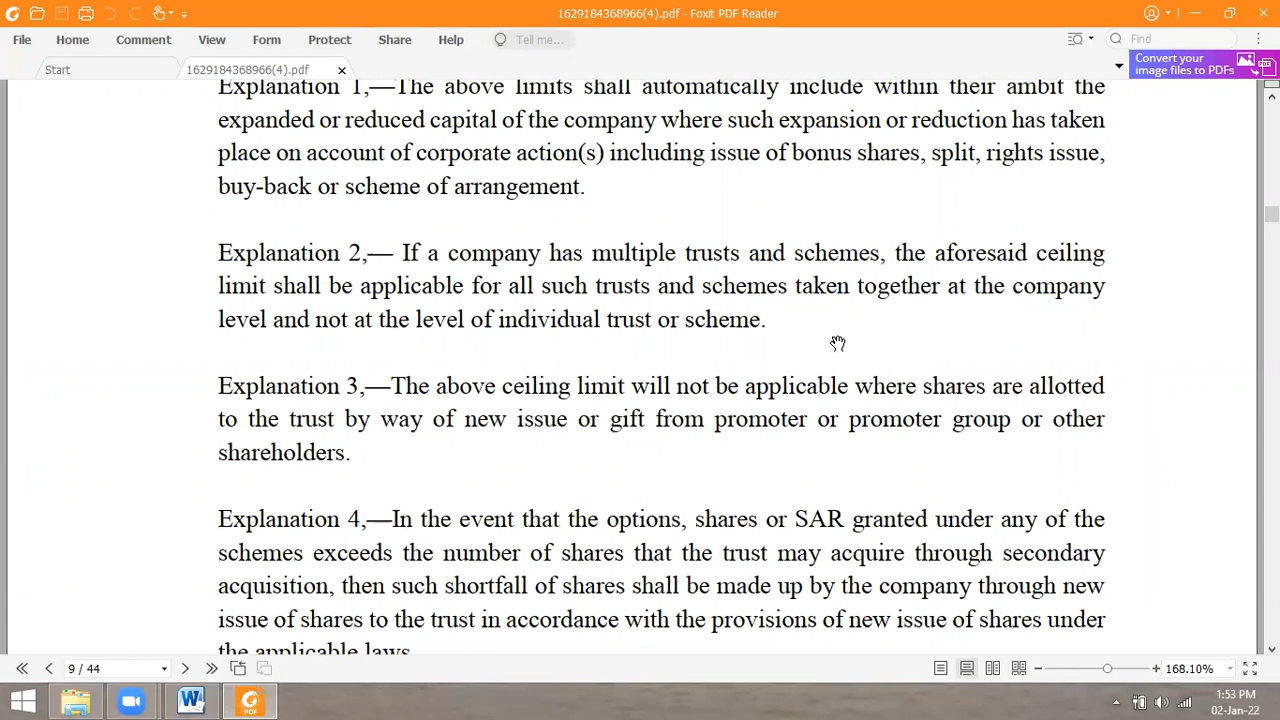 1629184368966(4).pdf - Foxit PDF Reader
File Home Comment View Form Protect Share Help Tell me... Find
Start 1629184368966(4).pdf Convert your image files to PDFs
Explanation 1,—The above limits shall automatically include within their ambit the
expanded or reduced capital of the company where such expansion or reduction has taken
place on account of corporate action(s) including issue of bonus shares, split, rights issue,
buy-back or scheme of arrangement.
Explanation 2,— If a company has multiple trusts and schemes, the aforesaid ceiling
limit shall be applicable for all such trusts and schemes taken together at the company
level and not at the level of individual trust or scheme.
Explanation 3,—The above ceiling limit will not be applicable where shares are allotted
to the trust by way of new issue or gift from promoter or promoter group or other
shareholders.
Explanation 4,—In the event that the options, shares or SAR granted under any of the
schemes exceeds the number of shares that the trust may acquire through secondary
acquisition, then such shortfall of shares shall be made up by the company through new
issue of shares to the trust in accordance with the provisions of new issue of shares under
the applicable laws.
9 / 44 168.10%
1:53 PM
02-Jan-22